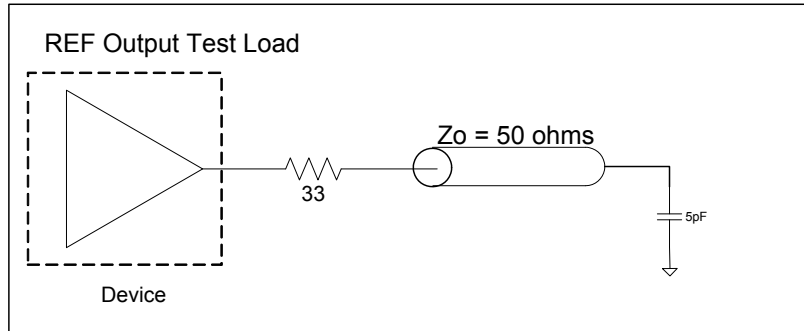 REF Output Test Load
Zo = 50 ohms
33
5pF
Device